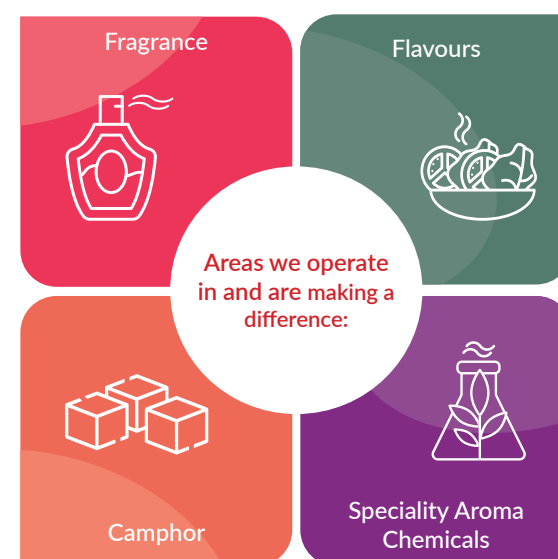 Fragrance
Flavours
Areas we operate
in and are making a
difference:
Camphor
Speciality Aroma
Chemicals